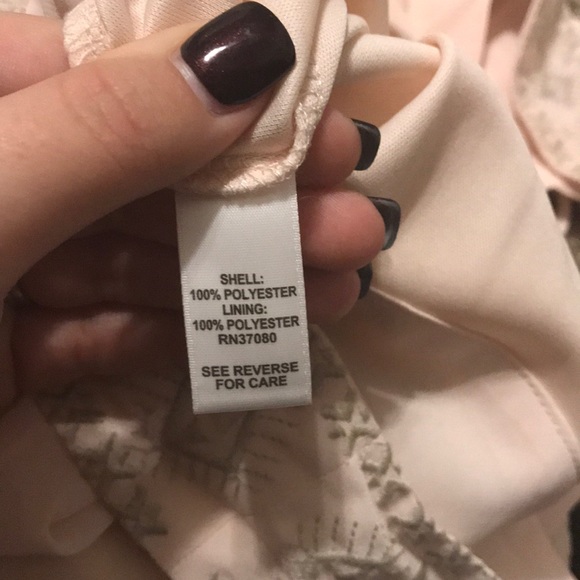 SHELL:
100% POLYESTER
LINING:
100% POLYESTER
RN37080
SEE REVERSE
FOR CARE